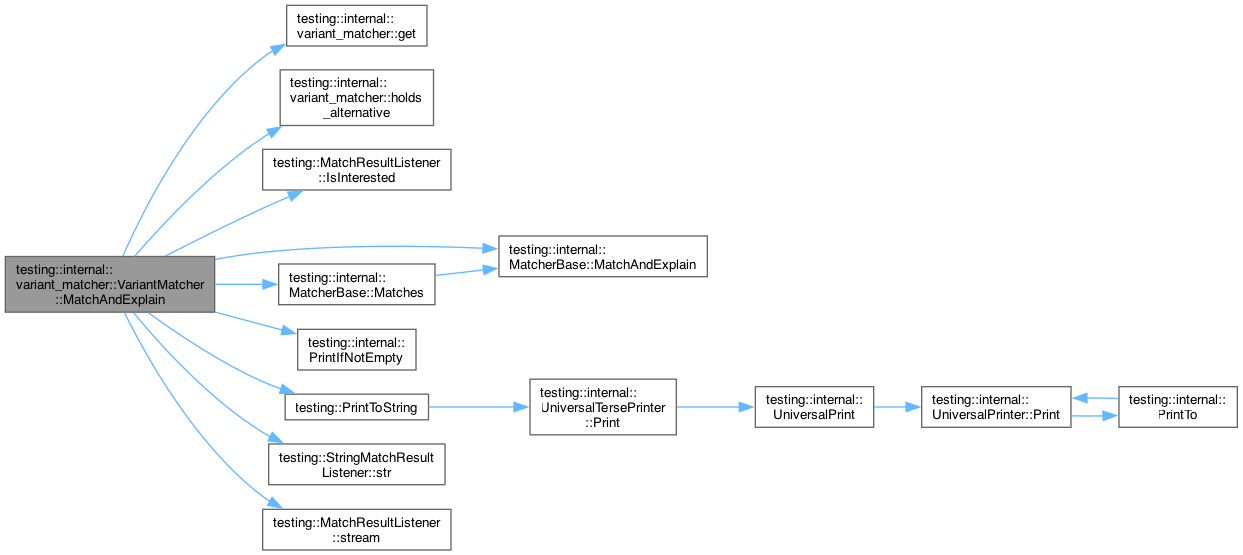 testing::internal::
variant_matcher::get
testing::internal::
variant_matcher::holds
_alternative
testing::MatchResultListener
::IsInterested
testing::internal::
MatcherBase::MatchAndExplain
testing::internal::
variant_matcher::VariantMatcher
::MatchAndExplain
testing::internal::
MatcherBase::Matches
testing::internal::
PrintIfNotEmpty
testing::PrintToString
testing::internal::
UniversalTersePrinter
::Print
testing::internal::
UniversalPrint
testing::internal::
UniversalPrinter::Print
testing::internal::
PrintTo
testing::StringMatchResult
Listener::str
testing::MatchResultListener
::stream